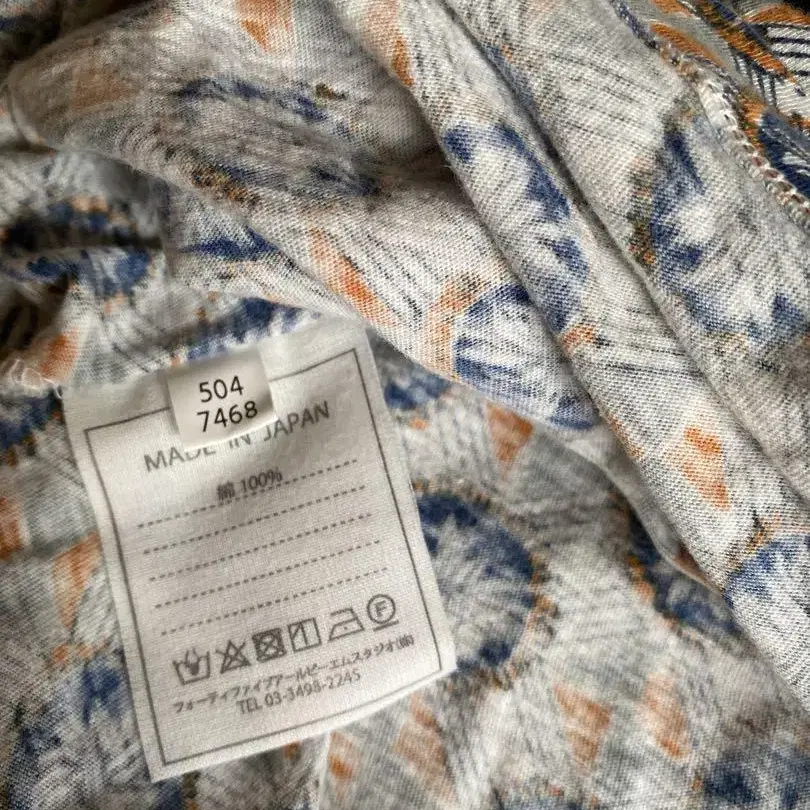 504
7468
MADE IN JAPAN
綿 100%
F
フォーティファイブアールピーエムスタジオ(株)
TEL 03-3498-2245